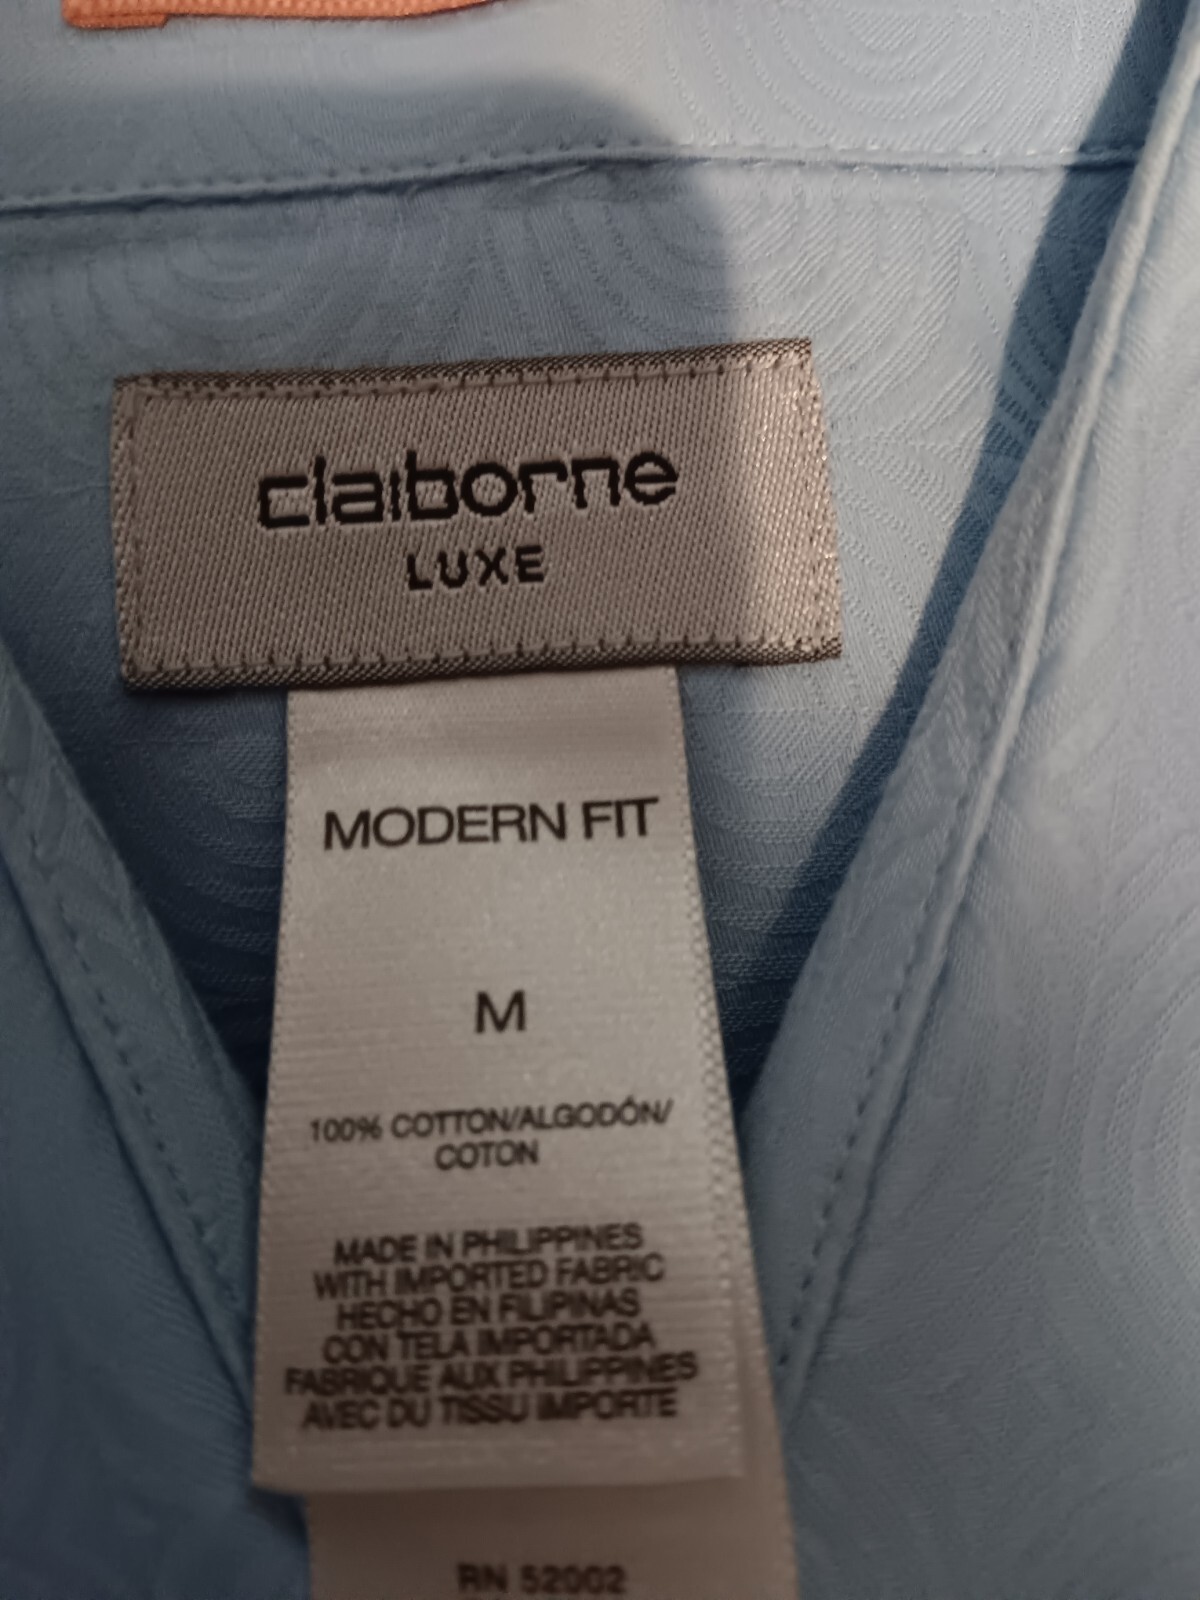 claiborne
LUXE
MODERN FIT
M
100% COTTON/ALGODÓN/
COTON
MADE IN PHILIPPINES
WITH IMPORTED FABRIC
HECHO EN FILIPINAS
CON TELA IMPORTADA
FABRIQUE AUX PHILIPPINES
AVEC DU TISSU IMPORTE
RN 52002